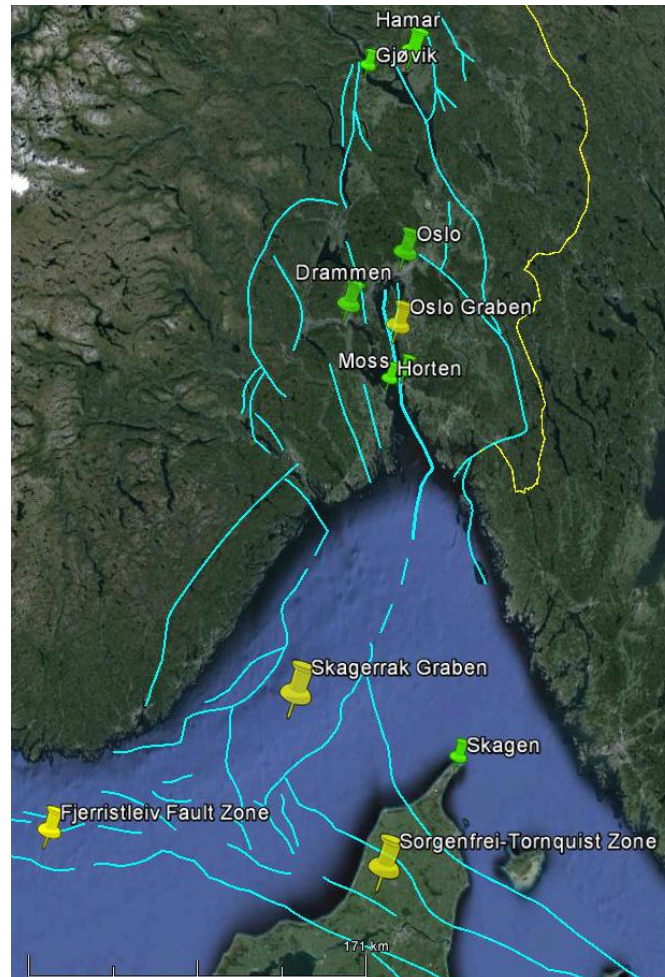 Hamar
Gjøvik
Oslo
Drammen
Oslo Graben
Moss
Horten
Skagerrak Graben
Skagen
Fjerristleiv Fault Zone
Sorgenfrei-Tornquist Zone
171 km